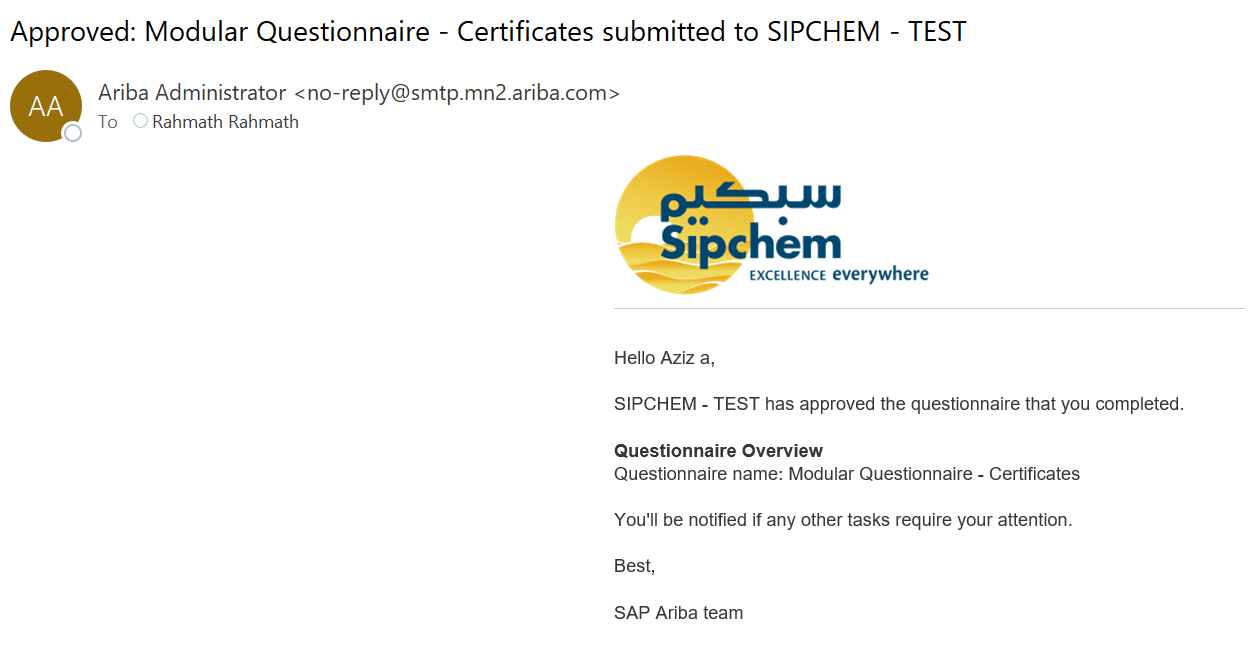 Approved: Modular Questionnaire - Certificates submitted to SIPCHEM - TEST
AA
Ariba Administrator <no-reply@smtp.mn2.ariba.com>
To Rahmath Rahmath
سبكيم
Sipchem
EXCELLENCE everywhere
Hello Aziz a,
SIPCHEM - TEST has approved the questionnaire that you completed.
Questionnaire Overview
Questionnaire name: Modular Questionnaire - Certificates
You'll be notified if any other tasks require your attention.
Best,
SAP Ariba team